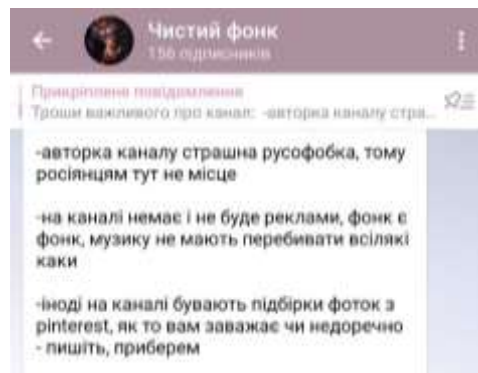 Чистий фонк
156 підписників
Прикріплене повідомлення
Трошки важливого про канал: -авторка каналу стра...
-авторка каналу страшна русофобка, тому
росіянцям тут не місце
-на каналі немає і не буде реклами, фонк є
фонк, музику не мають перебивати всілякі
каки
-іноді на каналі бувають підбірки фоток з
pinterest, як то вам заважає чи недоречно
- пишіть, приберем